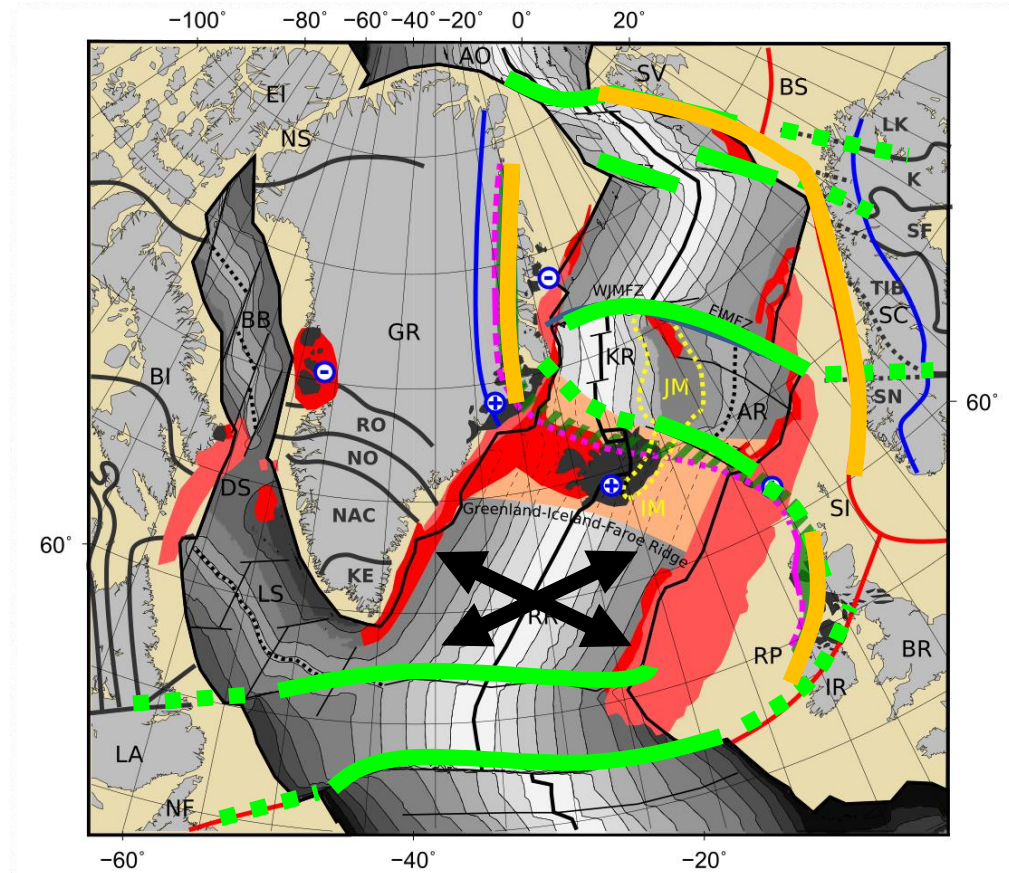 −100˚ −80˚ −60˚ −40˚ −20˚ 0˚ 20˚
AO
SV
BS
EI
NS
LK
K
SF
TIB
SC
SN
WJMFZ
EJMFZ
BB
GR
KR
JM
AR
BI
RO
NO
NAC
KE
DS
IM
SI
Greenland-Iceland-Faroe Ridge
LS
RR
RP
BR
IR
LA
NF
60˚
60˚
−60˚ −40˚ −20˚